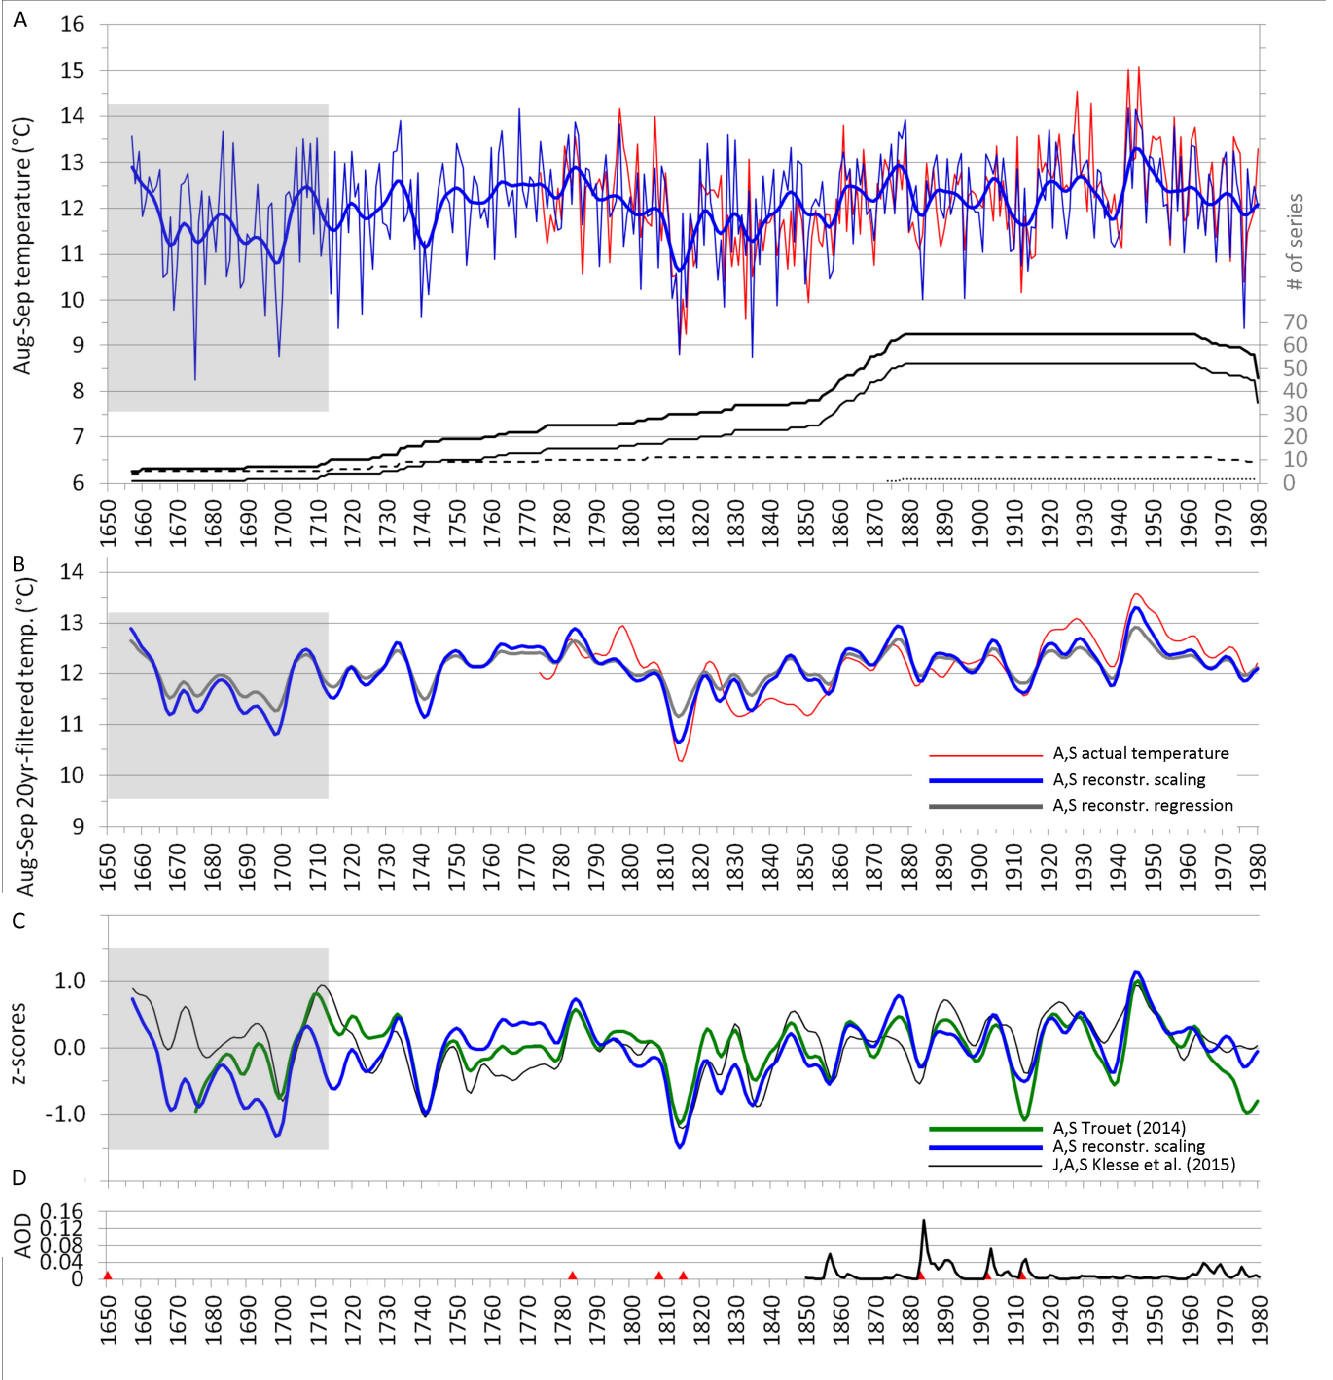 A
16
15
14
13
12
11
10
9
8
7
6
Aug-Sep temperature (°C)
70
60
50
40
30
20
10
0
# of series
1650 1660 1670 1680 1690 1700 1710 1720 1730 1740 1750 1760 1770 1780 1790 1800 1810 1820 1830 1840 1850 1860 1870 1880 1890 1900 1910 1920 1930 1940 1950 1960 1970 1980
B
14
13
12
11
10
9
Aug-Sep 20yr-filtered temp. (°C)
A,S actual temperature
A,S reconstr. scaling
A,S reconstr. regression
1650 1660 1670 1680 1690 1700 1710 1720 1730 1740 1750 1760 1770 1780 1790 1800 1810 1820 1830 1840 1850 1860 1870 1880 1890 1900 1910 1920 1930 1940 1950 1960 1970 1980
C
1.0
0.0
-1.0
z-scores
A,S Trouet (2014)
A,S reconstr. scaling
J,A,S Klesse et al. (2015)
D
0.16
0.12
0.08
0.04
0
AOD
1650 1660 1670 1680 1690 1700 1710 1720 1730 1740 1750 1760 1770 1780 1790 1800 1810 1820 1830 1840 1850 1860 1870 1880 1890 1900 1910 1920 1930 1940 1950 1960 1970 1980